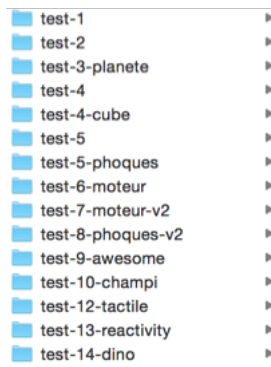 test-1
test-2
test-3-planete
test-4
test-4-cube
test-5
test-5-phoques
test-6-moteur
test-7-moteur-v2
test-8-phoques-v2
test-9-awesome
test-10-champi
test-12-tactile
test-13-reactivity
test-14-dino